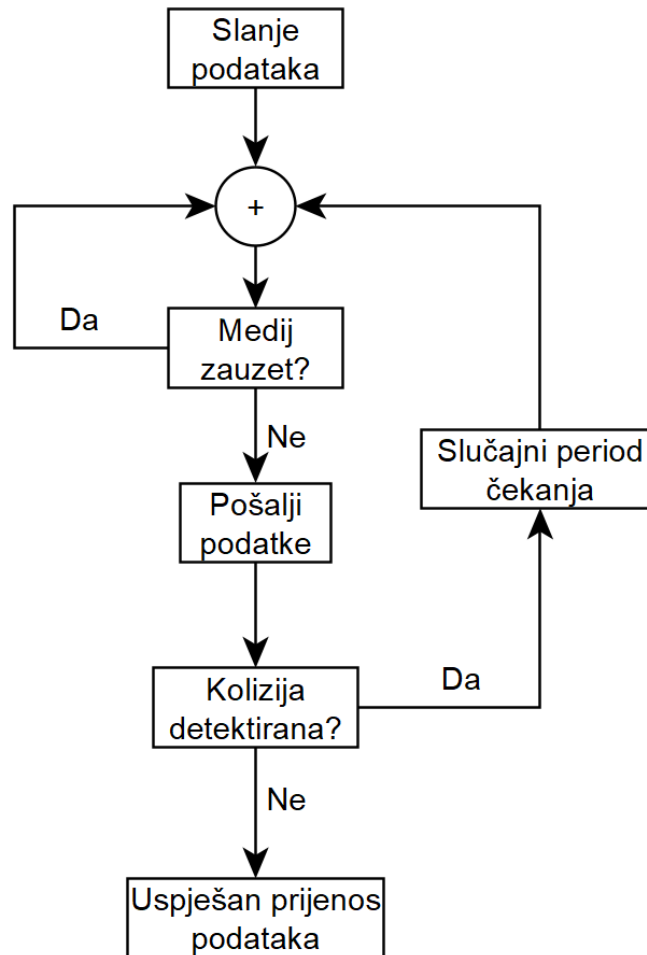 Slanje
podataka
+
Da
Medij
zauzet?
Ne
Slučajni period
čekanja
Pošalji
podatke
Kolizija
detektirana?
Da
Ne
Uspješan prijenos
podataka